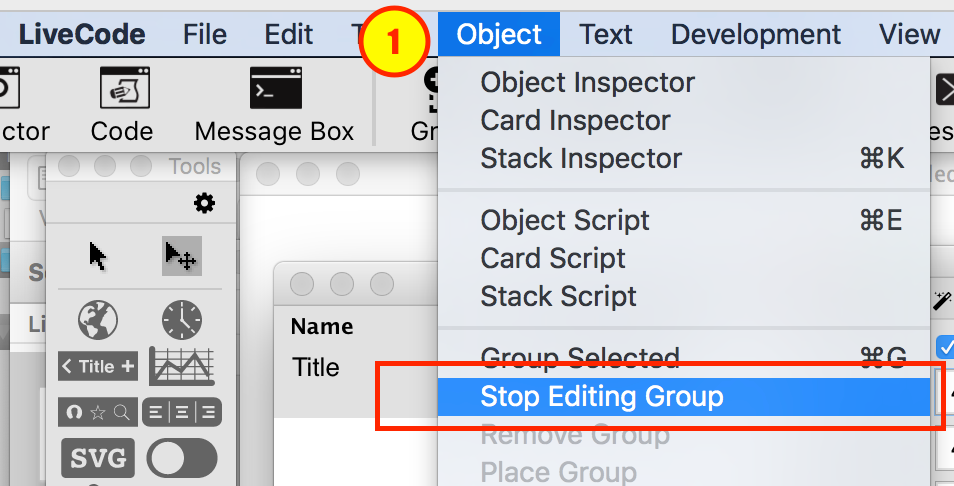 LiveCode File Edit T 1 Object Text Development View
ctor Code Message Box Gr es
Tools
Object Inspector
Card Inspector
Stack Inspector ⌘K
Object Script ⌘E
Card Script
Stack Script
Group Selected ⌘G
Stop Editing Group
Remove Group
Place Group
Name
Title
< Title +
SVG
Li